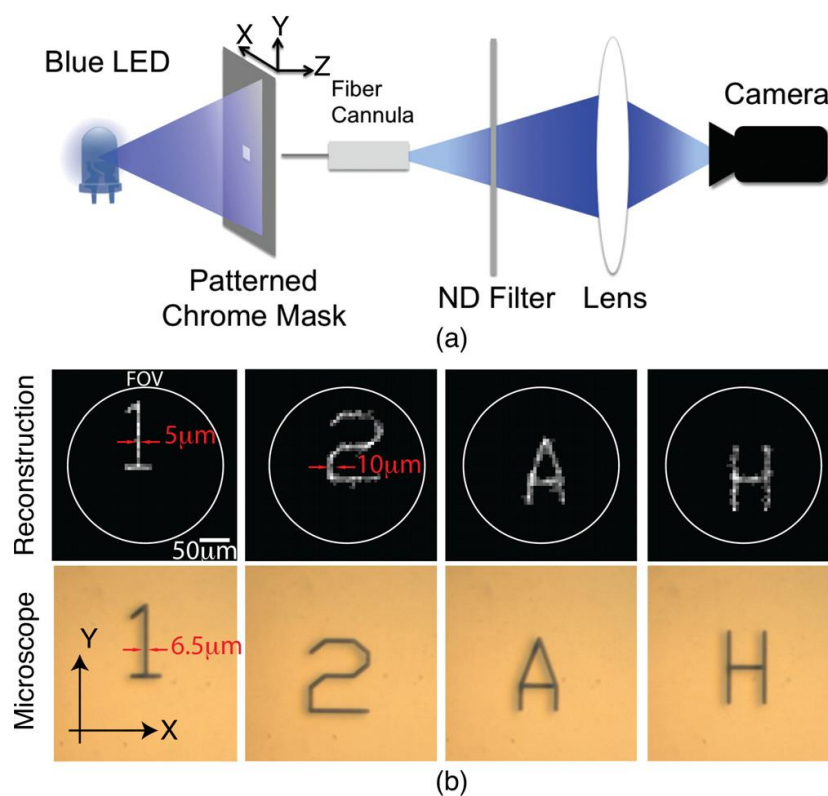 Blue LED
X
Y
Z
Fiber
Cannula
Camera
Patterned
Chrome Mask
ND Filter
Lens
(a)
Reconstruction
FOV
1
5μm
50μm
2
10μm
A
H
Microscope
Y
X
1
6.5μm
2
A
H
(b)